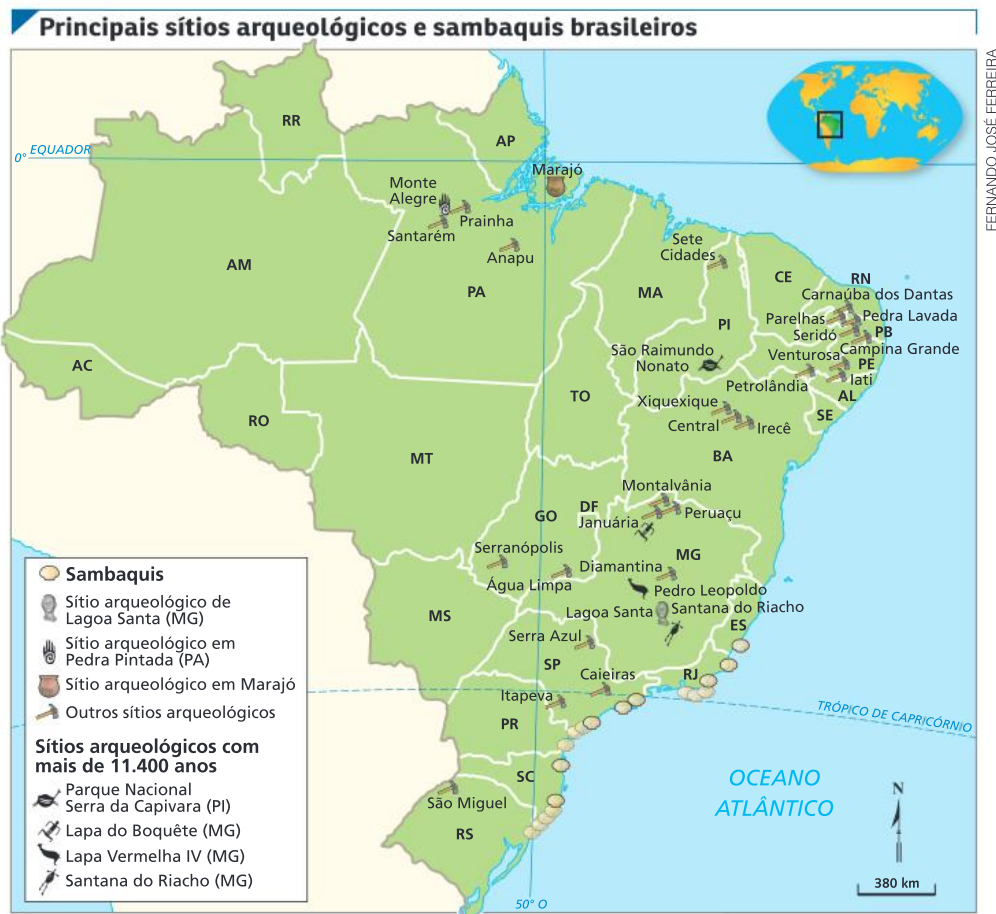 Principais sítios arqueológicos e sambaquis brasileiros
FERNANDO JOSÉ FERREIRA
RR
AP
0° EQUADOR
Marajó
Monte
Alegre
Prainha
Santarém
Anapu
AM
PA
Sete
Cidades
MA
CE
RN
Carnaúba dos Dantas
Parelhas
Pedra Lavada
Seridó
PB
PI
Campina Grande
São Raimundo
Nonato
Venturosa
PE
Petrolândia
Iati
AL
AC
TO
Xiquexique
SE
Central
Irecê
RO
MT
BA
Montalvânia
GO
DF
Januária
Peruaçu
Serranópolis
MG
Água Limpa
Diamantina
Pedro Leopoldo
Lagoa Santa
Santana do Riacho
MS
ES
Serra Azul
SP
Caieiras
RJ
Itapeva
TRÓPICO DE CAPRICÓRNIO
PR
SC
São Miguel
RS
OCEANO
ATLÂNTICO
N
380 km
50° O
Sambaquis
Sítio arqueológico de
Lagoa Santa (MG)
Sítio arqueológico em
Pedra Pintada (PA)
Sítio arqueológico em Marajó
Outros sítios arqueológicos
Sítios arqueológicos com
mais de 11.400 anos
Parque Nacional
Serra da Capivara (PI)
Lapa do Boquête (MG)
Lapa Vermelha IV (MG)
Santana do Riacho (MG)